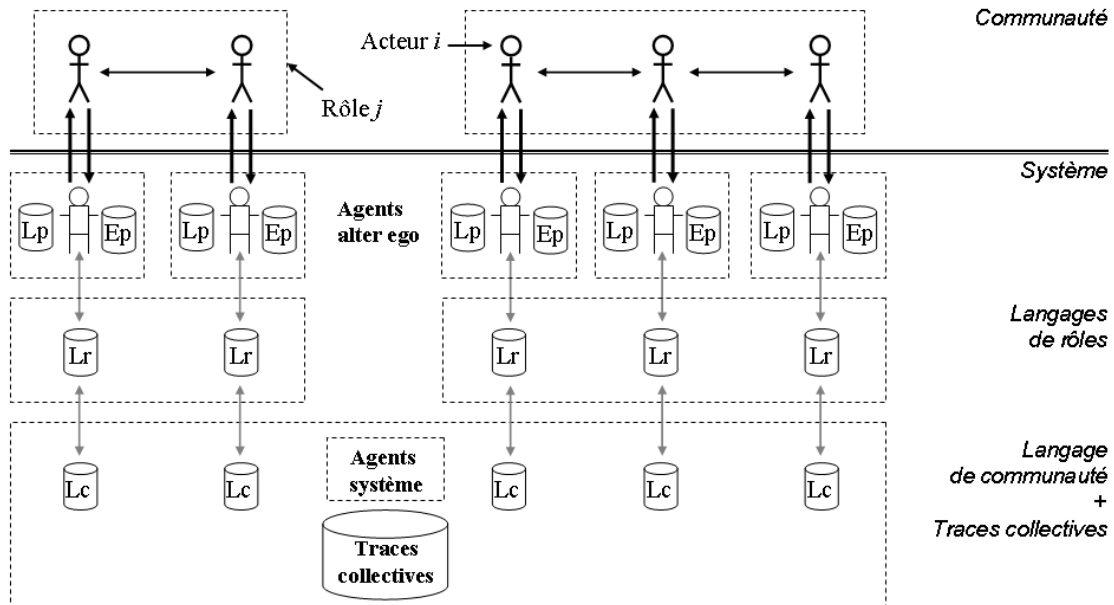 Communauté
Acteur i
Rôle j
Système
Lp Ep Lp Ep Agents alter ego Lp Ep Lp Ep Lp Ep
Langages
de rôles
Lr Lr Lr Lr Lr
Langage
de communauté
+
Traces collectives
Agents
système
Lc Lc Lc Lc Lc
Traces
collectives